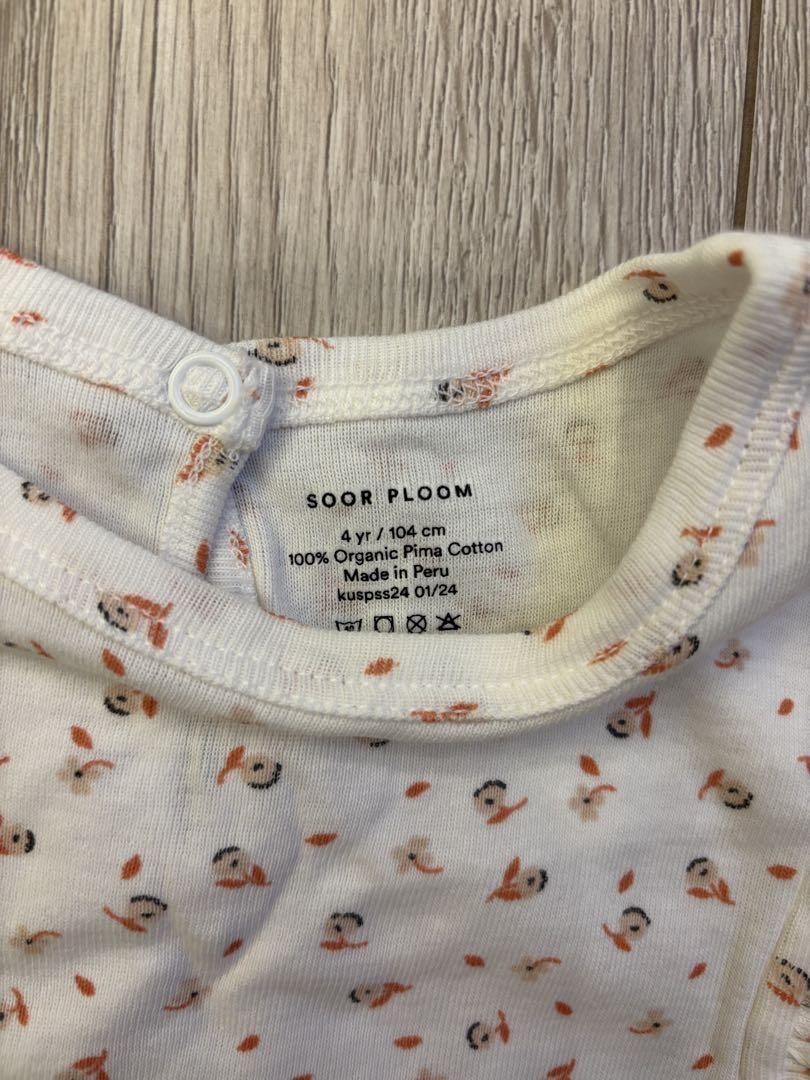 SOOR PLOOM
4 yr / 104 cm
100% Organic Pima Cotton
Made in Peru
kuspss24 01/24